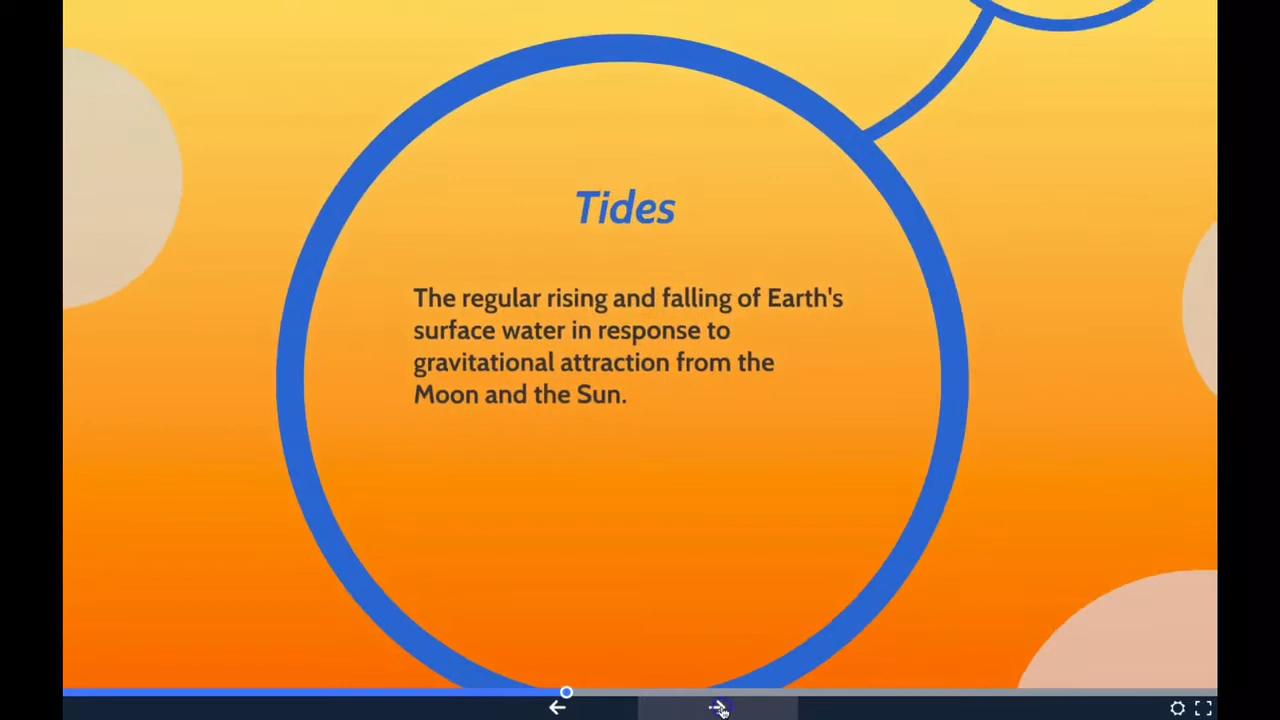 Tides
The regular rising and falling of Earth's
surface water in response to
gravitational attraction from the
Moon and the Sun.